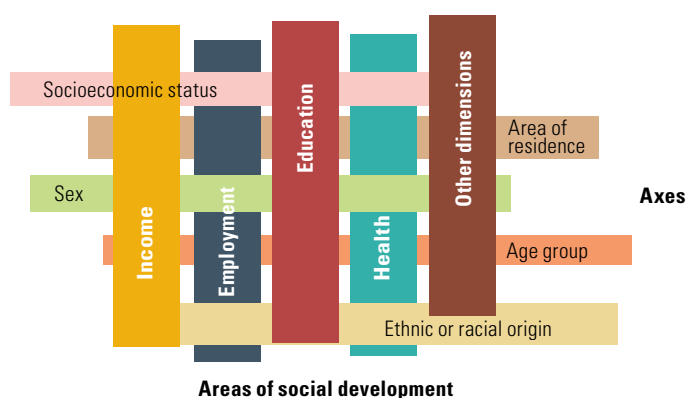 Socioeconomic status
Area of
residence
Sex
Axes
Age group
Ethnic or racial origin
Income
Employment
Education
Health
Other dimensions
Areas of social development